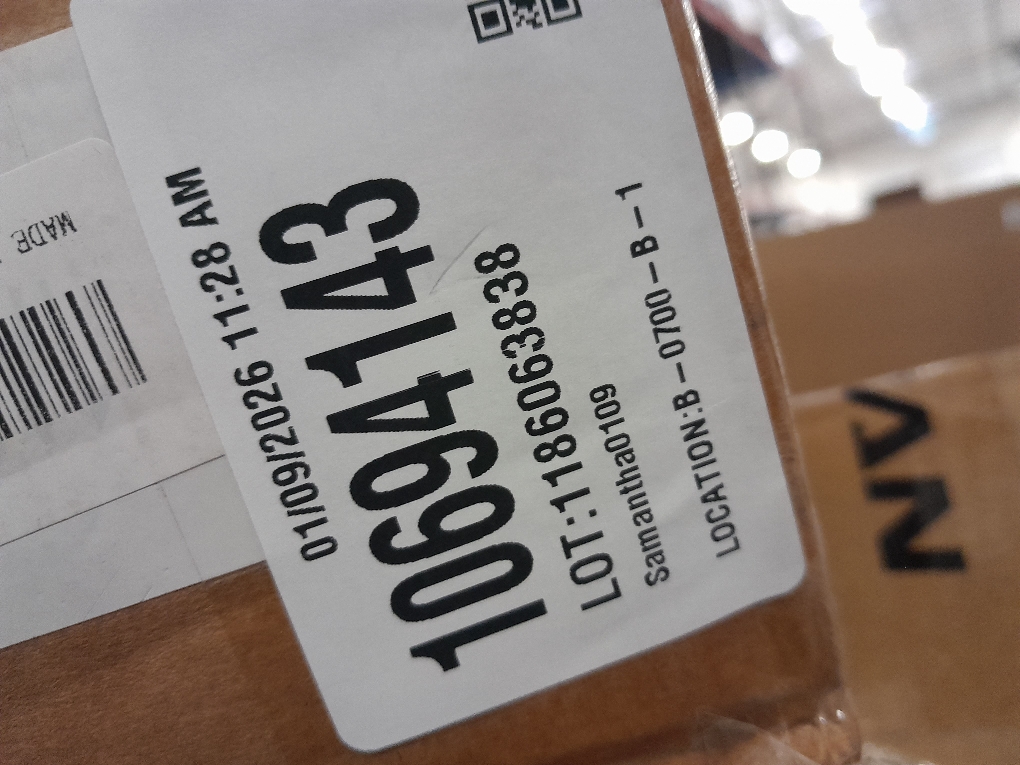 01/09/2026 11:28 AM
10694143
LOT:1186063838
Samantha0109
LOCATION:B-0700-B-1
MADE
NV